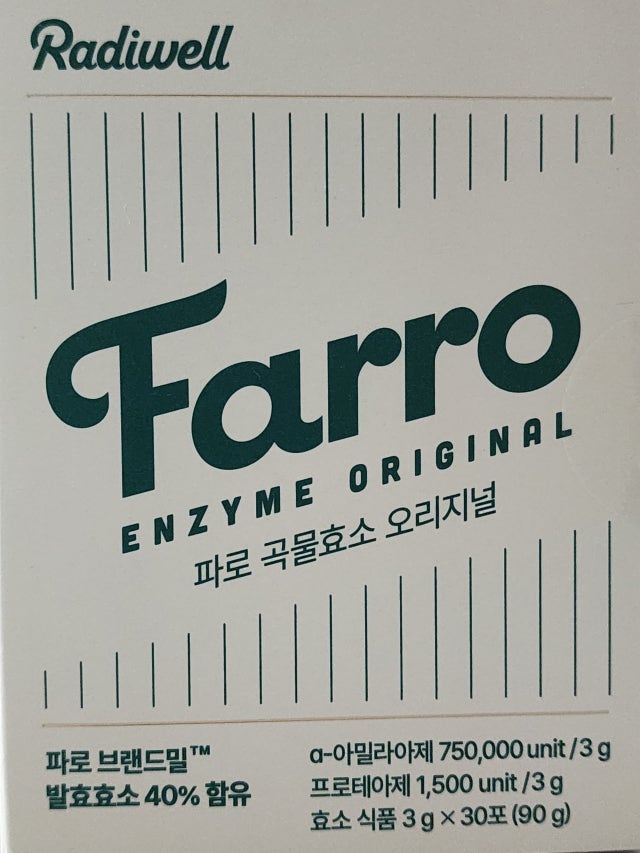 Radiwell
Farro
ENZYME ORIGINAL
파로 곡물효소 오리지널
파로 브랜드밀™
발효효소 40% 함유
α-아밀라아제 750,000 unit / 3 g
프로테아제 1,500 unit / 3 g
효소 식품 3 g × 30포 (90 g)